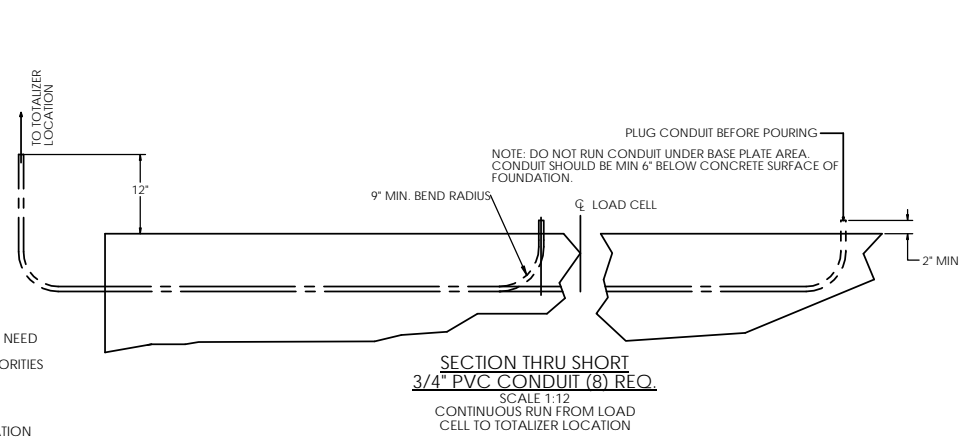 TO TOTALIZER
LOCATION
12"
9" MIN. BEND RADIUS
PLUG CONDUIT BEFORE POURING
NOTE: DO NOT RUN CONDUIT UNDER BASE PLATE AREA.
CONDUIT SHOULD BE MIN 6" BELOW CONCRETE SURFACE OF
FOUNDATION.
℄ LOAD CELL
2" MIN
NEED
ORITIES
ATION
SECTION THRU SHORT
3/4" PVC CONDUIT (8) REQ.
SCALE 1:12
CONTINUOUS RUN FROM LOAD
CELL TO TOTALIZER LOCATION